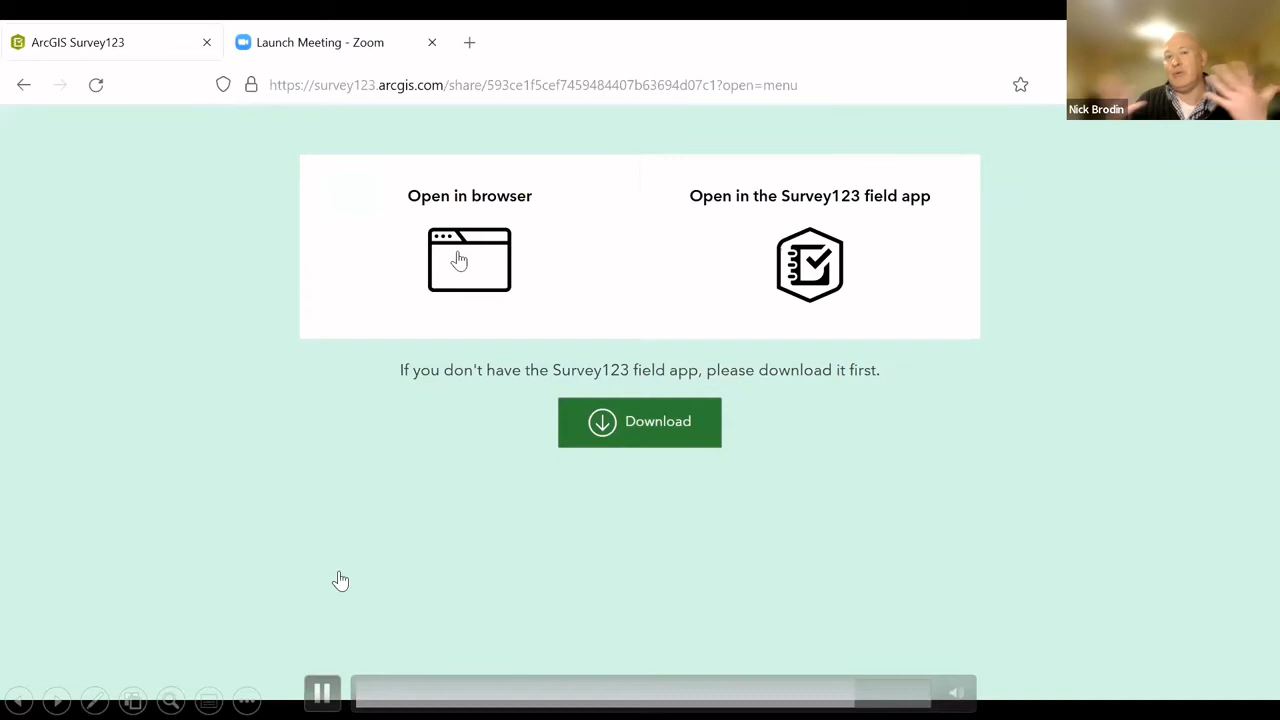 ArcGIS Survey123
Launch Meeting - Zoom
https://survey123.arcgis.com/share/593ce1f5cef7459484407b63694d07c1?open=menu
Nick Brodin
Open in browser
Open in the Survey123 field app
If you don't have the Survey123 field app, please download it first.
Download